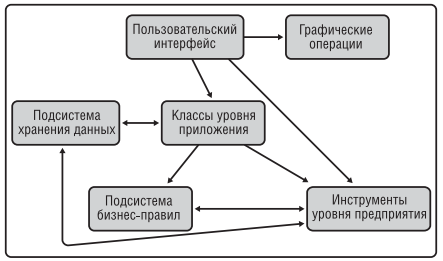 Пользовательский
интерфейс
Графические
операции
Подсистема
хранения данных
Классы уровня
приложения
Подсистема
бизнес-правил
Инструменты
уровня предприятия